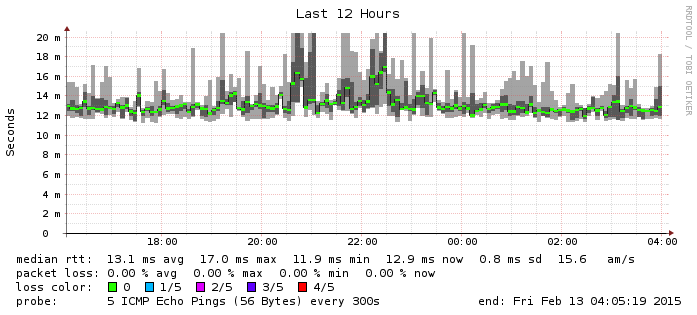 Last 12 Hours
RRDTOOL / TOBI OETIKER
Seconds
20 m
18 m
16 m
14 m
12 m
10 m
8 m
6 m
4 m
2 m
0
18:00 20:00 22:00 00:00 02:00 04:00
median rtt: 13.1 ms avg 17.0 ms max 11.9 ms min 12.9 ms now 0.8 ms sd 15.6 am/s
packet loss: 0.00 % avg 0.00 % max 0.00 % min 0.00 % now
loss color: 0 1/5 2/5 3/5 4/5
probe: 5 ICMP Echo Pings (56 Bytes) every 300s end: Fri Feb 13 04:05:19 2015